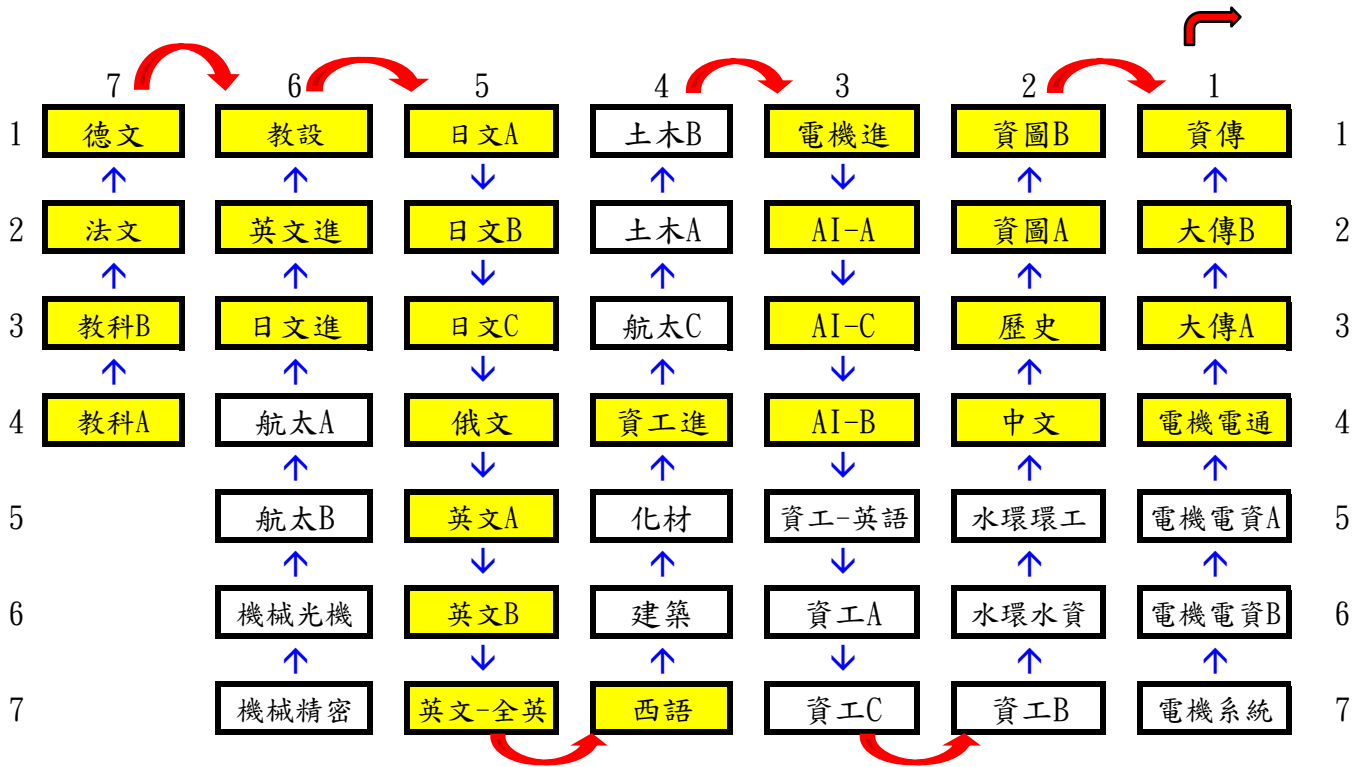 7 6 5 4 3 2 1
1 德文 教設 日文A 土木B 電機進 資圖B 資傳 1
2 法文 英文進 日文B 土木A AI-A 資圖A 大傳B 2
3 教科B 日文進 日文C 航太C AI-C 歷史 大傳A 3
4 教科A 航太A 俄文 資工進 AI-B 中文 電機電通 4
5 航太B 英文A 化材 資工-英語 水環環工 電機電資A 5
6 機械光機 英文B 建築 資工A 水環水資 電機電資B 6
7 機械精密 英文-全英 西語 資工C 資工B 電機系統 7